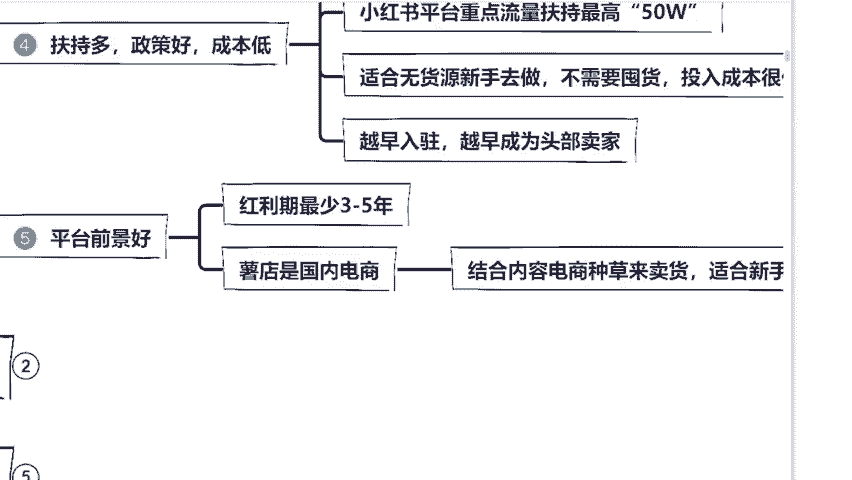 小红书平台重点流量扶持最高“50W”
④ 扶持多，政策好，成本低
适合无货源新手去做，不需要囤货，投入成本很
越早入驻，越早成为头部卖家
红利期最少3-5年
⑤ 平台前景好
薯店是国内电商
结合内容电商种草来卖货，适合新手
②
⑤